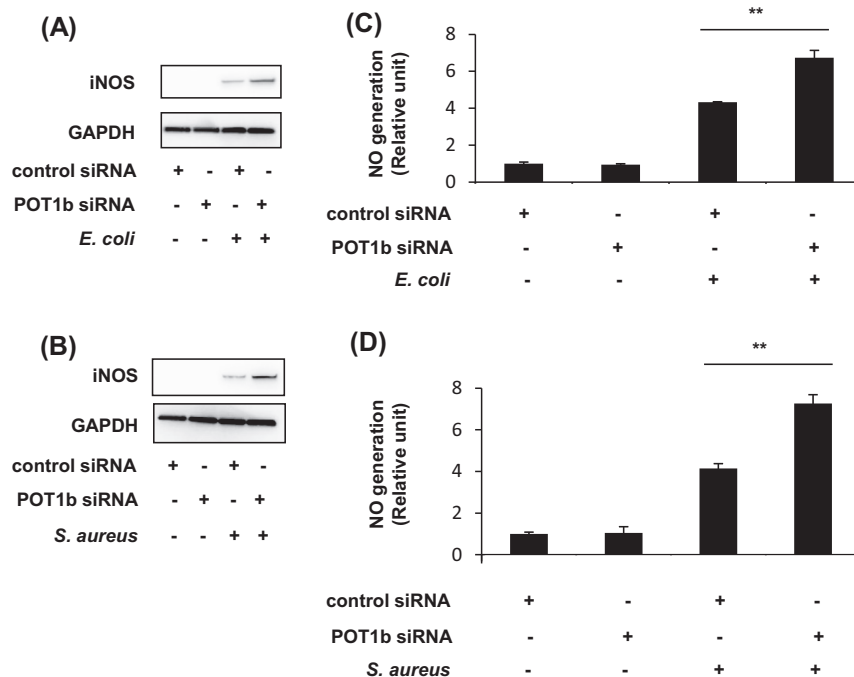 (A)
iNOS
GAPDH
control siRNA + - + -
POT1b siRNA - + - +
E. coli - - + +
(C)
**
NO generation
(Relative unit)
8
6
4
2
0
control siRNA + - + -
POT1b siRNA - + - +
E. coli - - + +
(B)
iNOS
GAPDH
control siRNA + - + -
POT1b siRNA - + - +
S. aureus - - + +
(D)
**
NO generation
(Relative unit)
8
6
4
2
0
control siRNA + - + -
POT1b siRNA - + - +
S. aureus - - + +